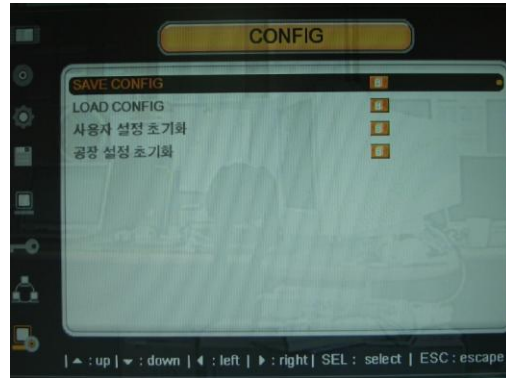 CONFIG
SAVE CONFIG
LOAD CONFIG
사용자 설정 초기화
공장 설정 초기화
| ▲ : up | ▼ : down | ◀ : left | ▶ : right | SEL : select | ESC : escape